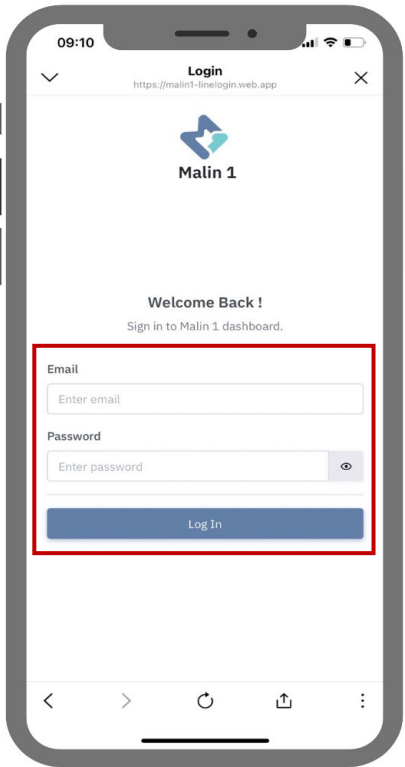 09:10
Login
https://malin1-linelogin.web.app
Malin 1
Welcome Back !
Sign in to Malin 1 dashboard.
Email
Enter email
Password
Enter password
Log In